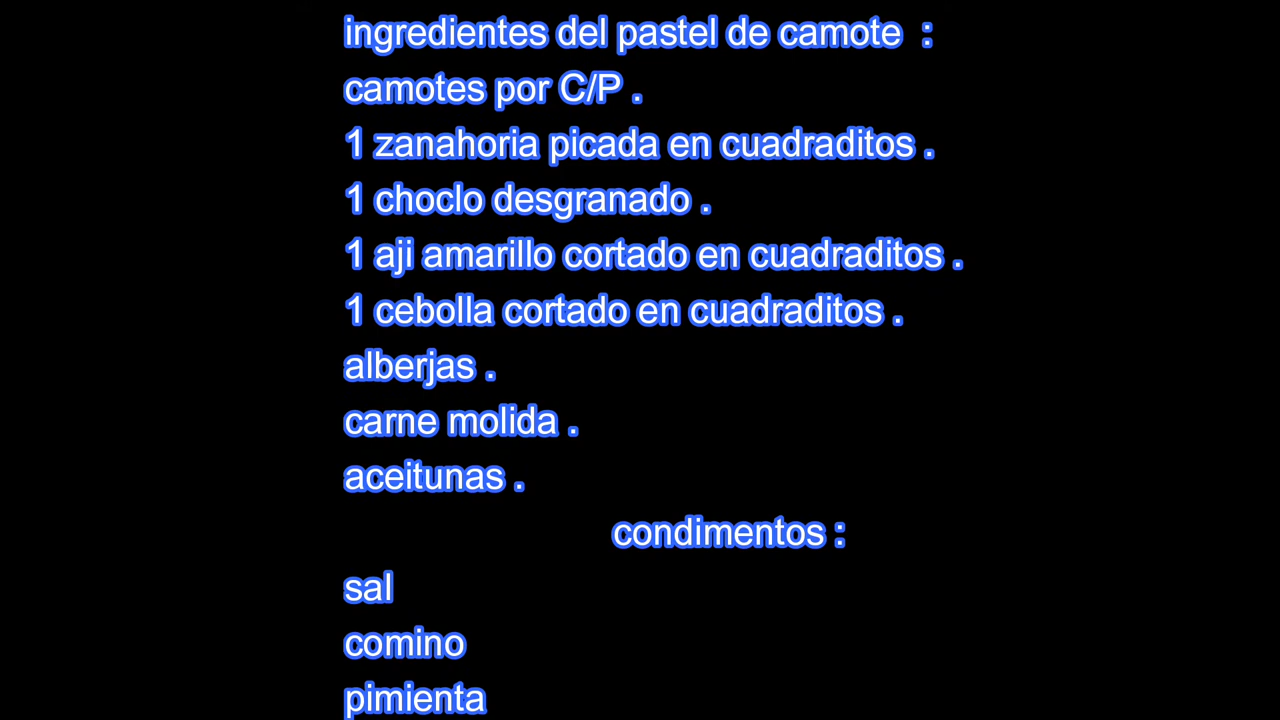 ingredientes del pastel de camote :
camotes por C/P .
1 zanahoria picada en cuadraditos .
1 choclo desgranado .
1 aji amarillo cortado en cuadraditos .
1 cebolla cortado en cuadraditos .
alberjas .
carne molida .
aceitunas .
condimentos :
sal
comino
pimienta